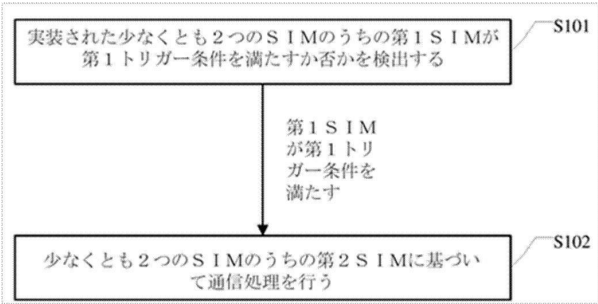 実装された少なくとも２つのＳＩＭのうちの第１ＳＩＭが
第１トリガー条件を満たすか否かを検出する
S101
第１ＳＩＭ
が第１トリ
ガー条件を
満たす
少なくとも２つのＳＩＭのうちの第２ＳＩＭに基づい
て通信処理を行う
S102